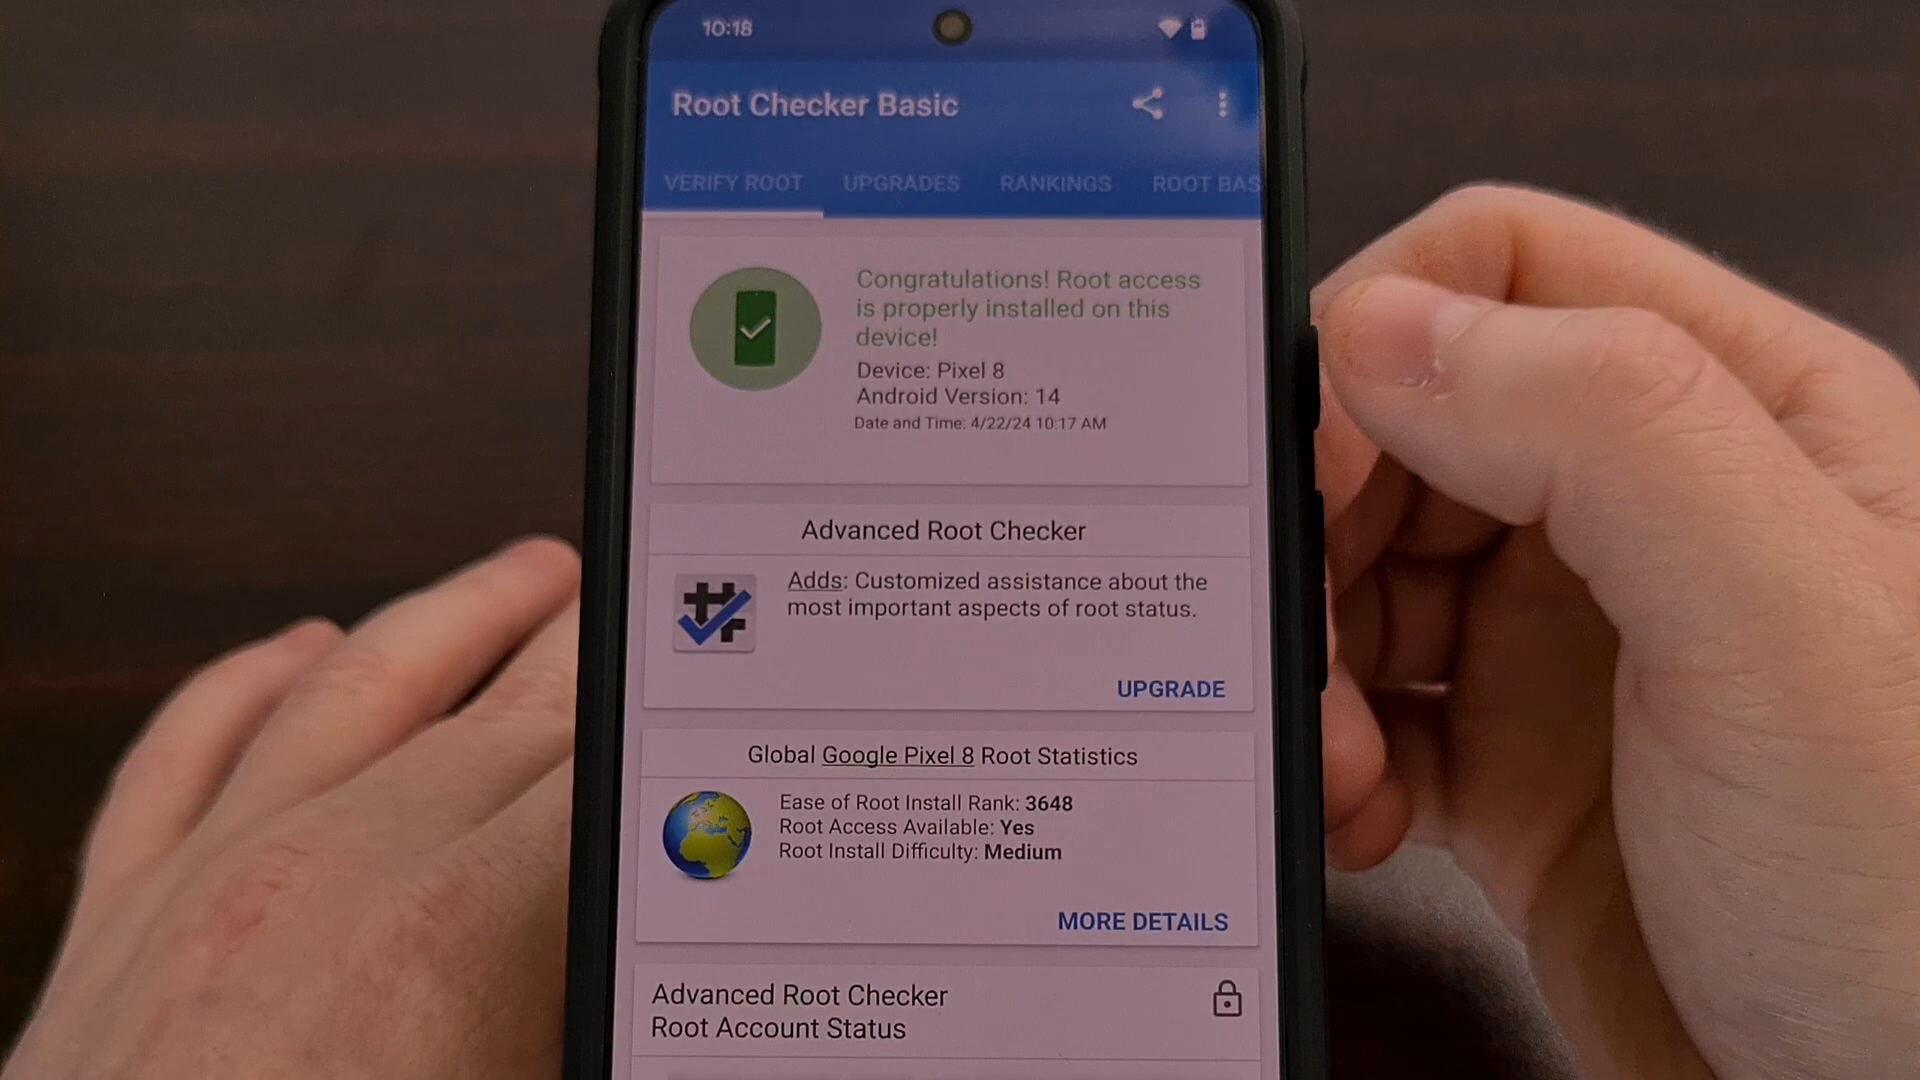 10:18
Root Checker Basic
VERIFY ROOT UPGRADES RANKINGS ROOT BAS
Congratulations! Root access
is properly installed on this
device!
Device: Pixel 8
Android Version: 14
Date and Time: 4/22/24 10:17 AM
Advanced Root Checker
Adds: Customized assistance about the
most important aspects of root status.
UPGRADE
Global Google Pixel 8 Root Statistics
Ease of Root Install Rank: 3648
Root Access Available: Yes
Root Install Difficulty: Medium
MORE DETAILS
Advanced Root Checker
Root Account Status